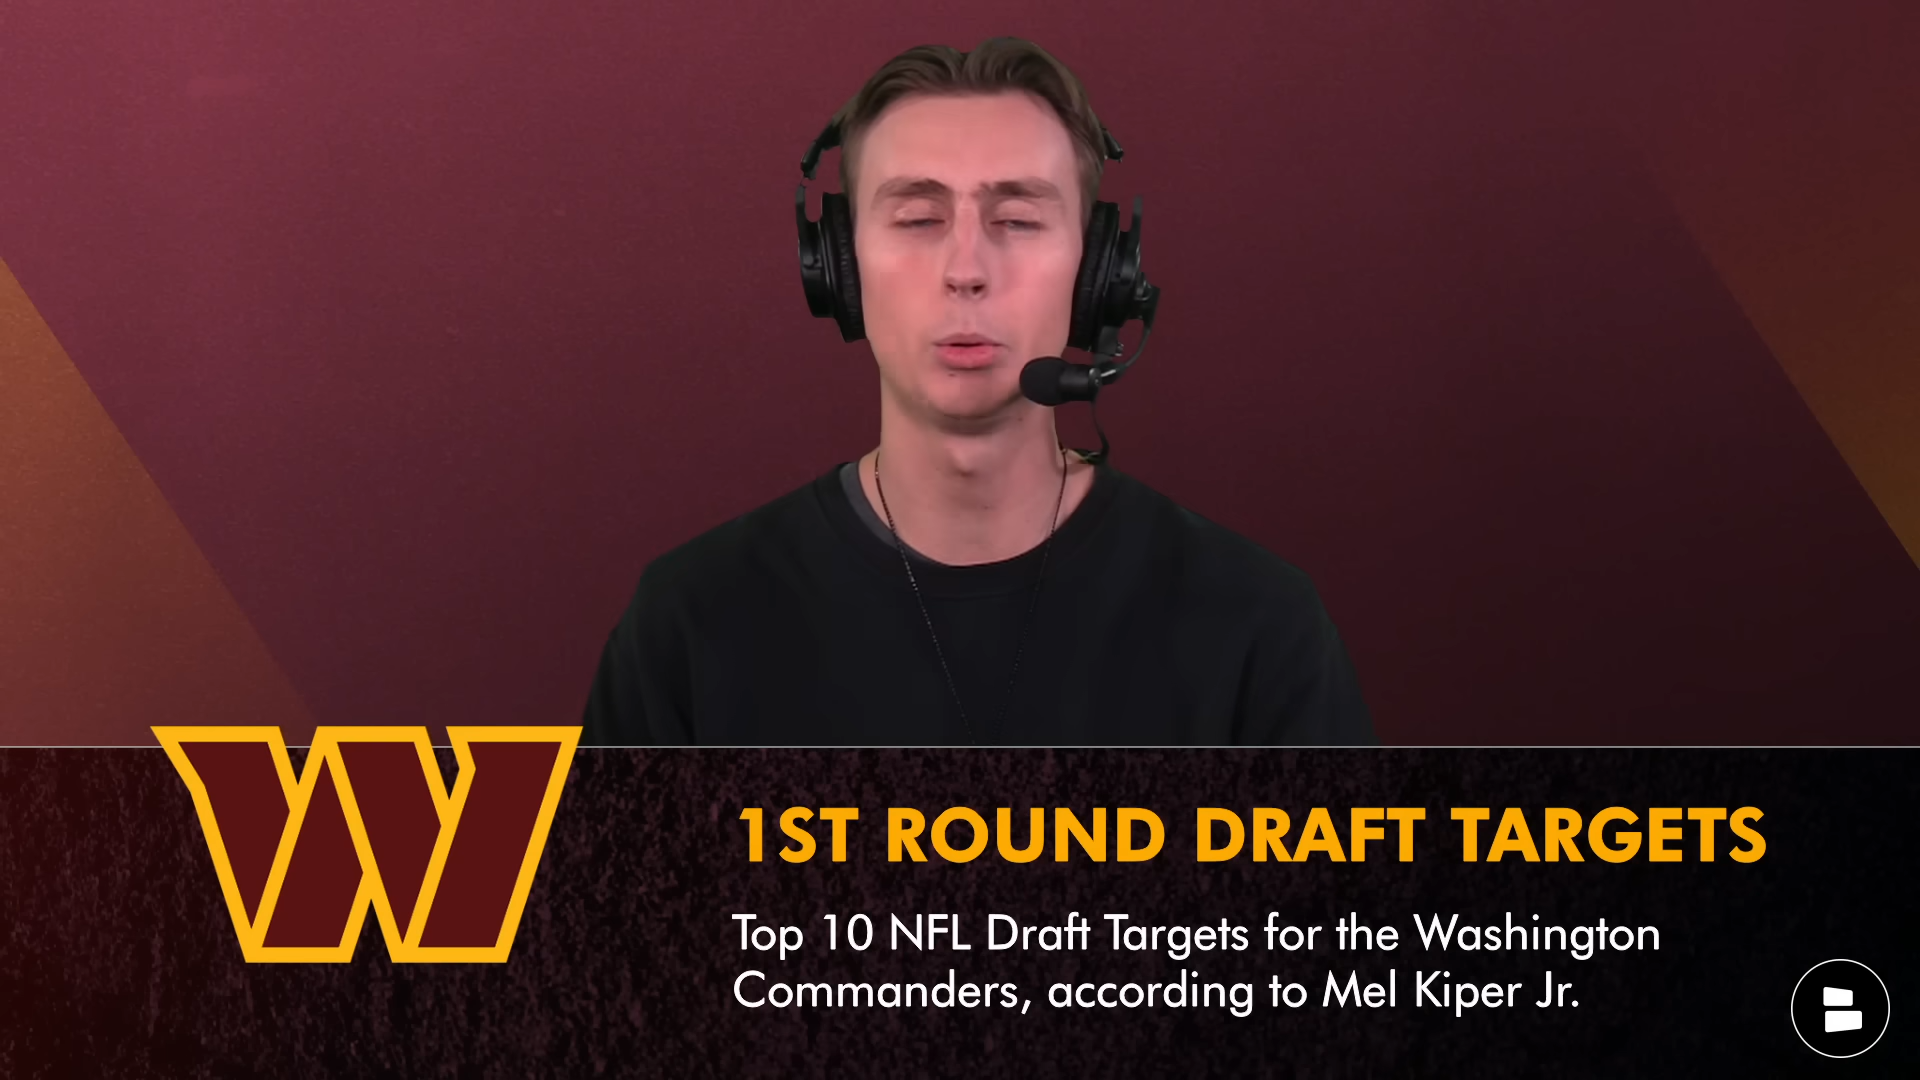 1ST ROUND DRAFT TARGETS
Top 10 NFL Draft Targets for the Washington
Commanders, according to Mel Kiper Jr.